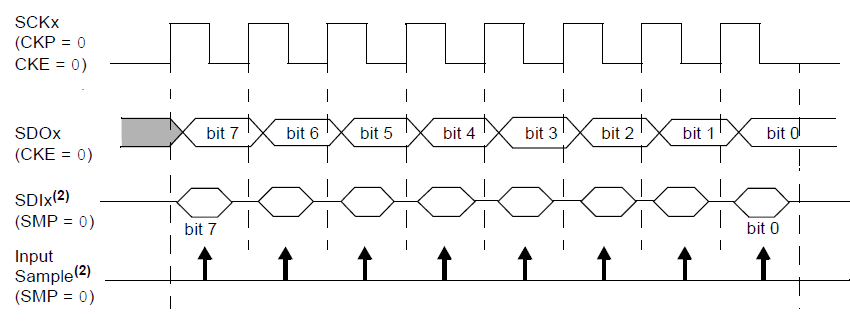 SCKx
(CKP = 0
CKE = 0)
SDOx
(CKE = 0)
bit 7 bit 6 bit 5 bit 4 bit 3 bit 2 bit 1 bit 0
SDIx(2)
(SMP = 0)
bit 7 bit 0
Input
Sample(2)
(SMP = 0)